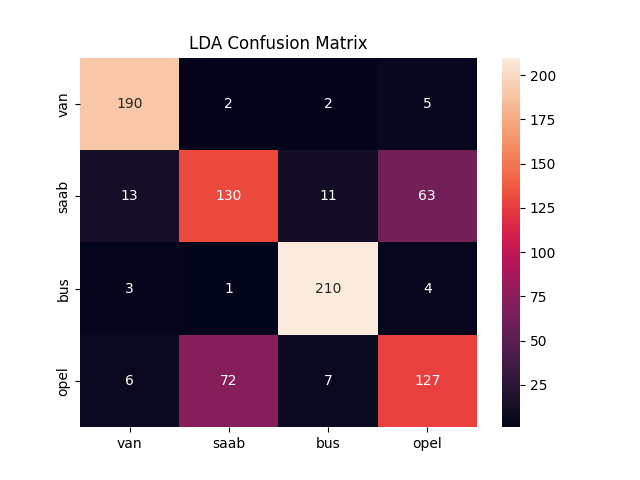 LDA Confusion Matrix
van 190 2 2 5
saab 13 130 11 63
bus 3 1 210 4
opel 6 72 7 127
van saab bus opel
200
175
150
125
100
75
50
25